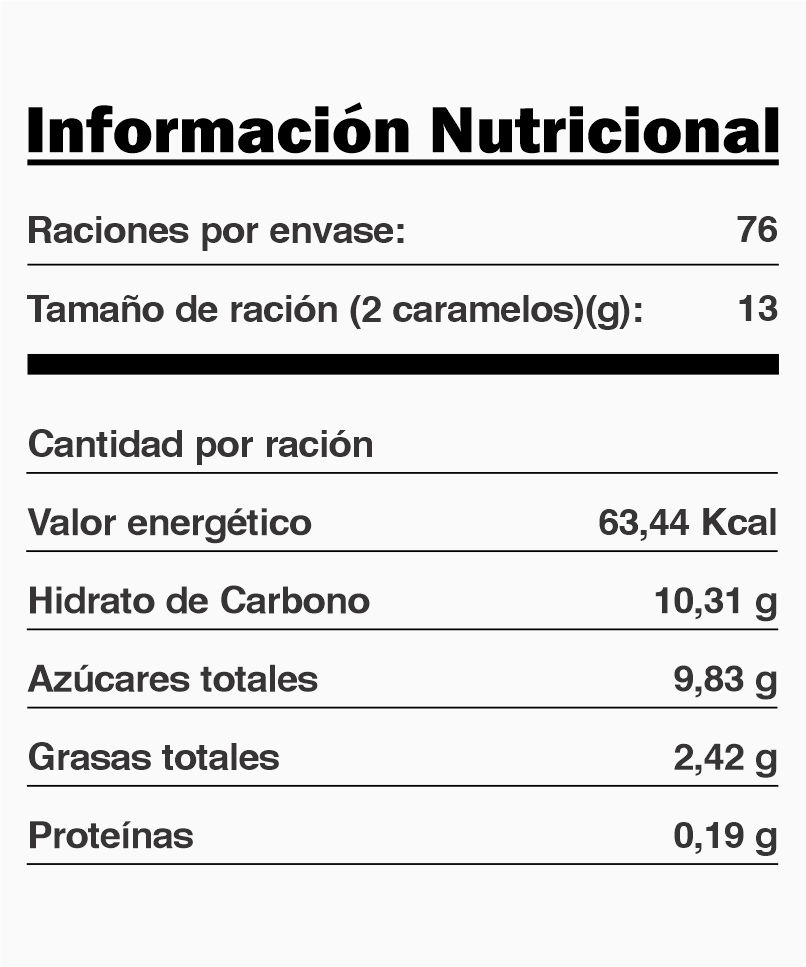 Información Nutricional
Raciones por envase: 76
Tamaño de ración (2 caramelos)(g): 13
Cantidad por ración
Valor energético 63,44 Kcal
Hidrato de Carbono 10,31 g
Azúcares totales 9,83 g
Grasas totales 2,42 g
Proteínas 0,19 g